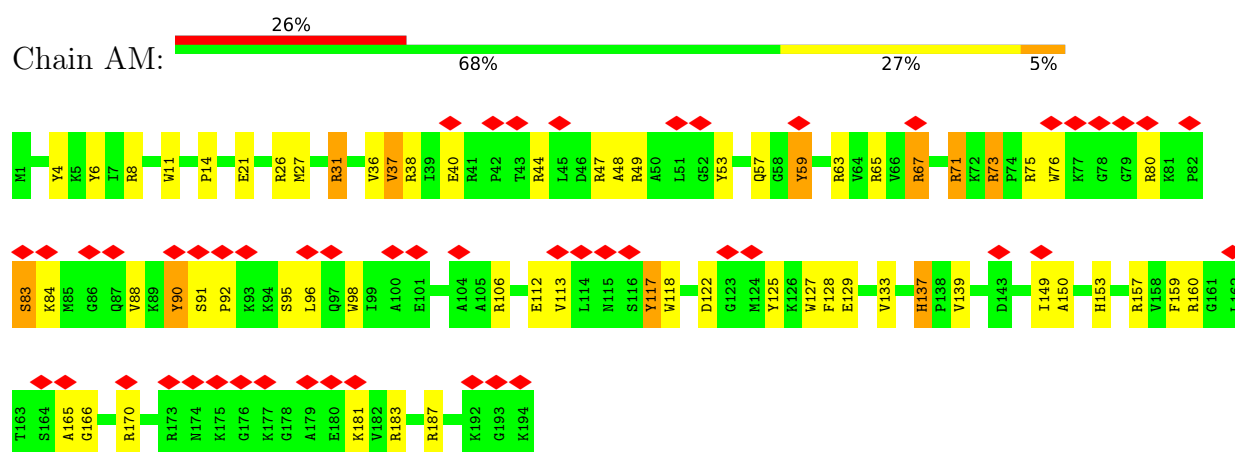 26%
Chain AM:
68% 27% 5%
M1 Y4 K5 Y6 I7 R8 W11 P14 E21 R26 M27 R31 V36 V37 R38 I39 E40 R41 P42 T43 R44 L45 D46 R47 A48 R49 A50 L51 G52 Y53 Q57 G58 Y59 R63 V64 R65 V66 R67 R71 K72 R73 P74 R75 W76 K77 G78 G79 R80 K81 P82
S83 K84 M85 G86 Q87 V88 K89 Y90 S91 P92 K93 K94 S95 L96 Q97 W98 I99 A100 E101 A104 A105 R106 E112 V113 L114 N115 S116 Y117 W118 D122 G123 M124 Y125 K126 W127 F128 E129 V133 H137 P138 V139 D143 I149 A150 H153 R157 V158 F159 R160 G161
T163 S164 A165 G166 R170 R173 N174 K175 G176 K177 G178 A179 E180 K181 V182 R183 R187 K192 G193 K194